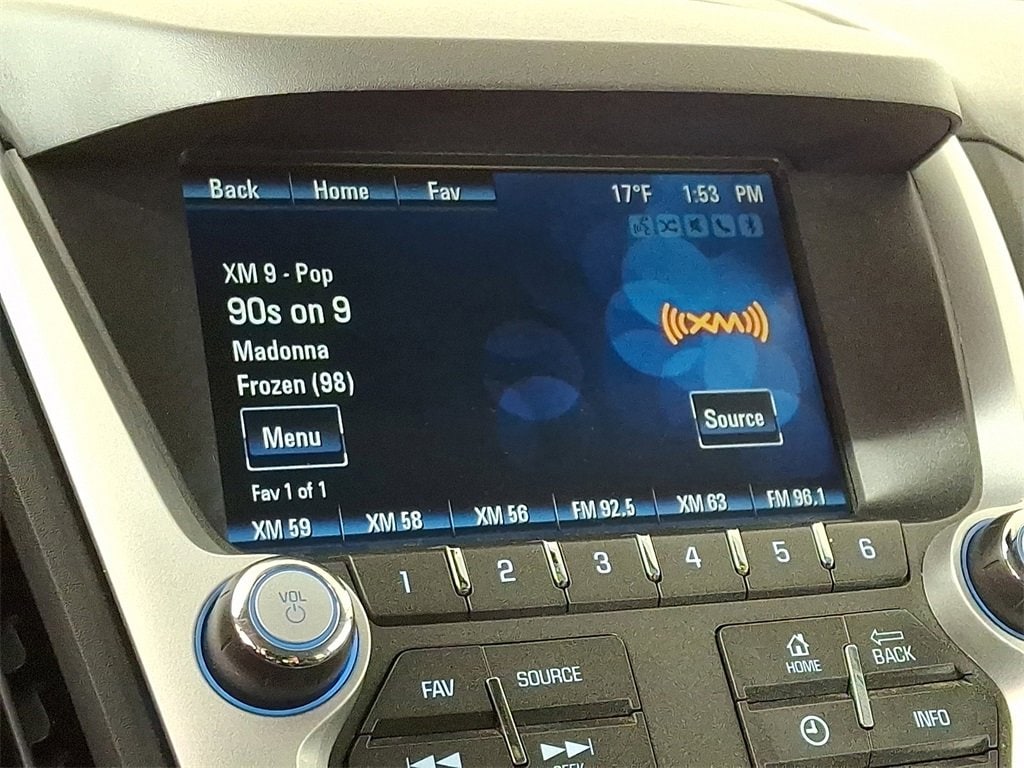 Back Home Fav 17°F 1:53 PM
XM 9 - Pop
90s on 9
XM
Madonna
Frozen (98)
Menu Source
Fav 1 of 1
XM 59 XM 58 XM 56 FM 92.5 XM 63 FM 96.1
1 2 3 4 5 6
VOL
FAV SOURCE HOME BACK
INFO
SEEK